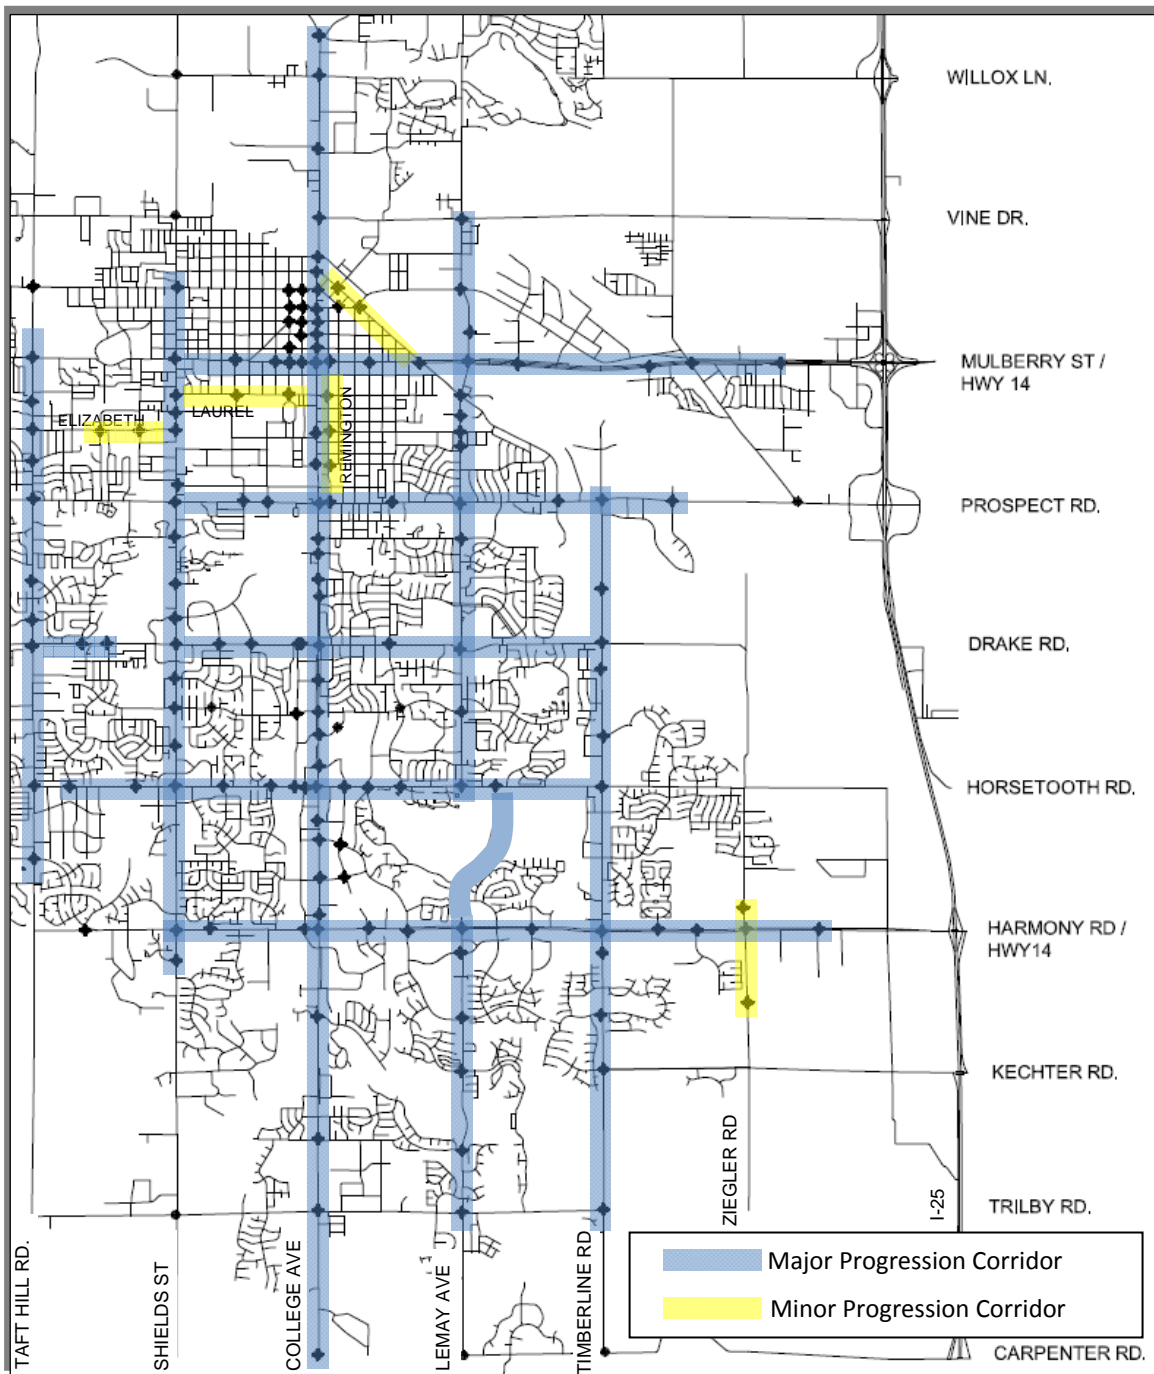 WILLOX LN.
VINE DR.
MULBERRY ST /
HWY 14
ELIZABETH
LAUREL
REMINGTON
PROSPECT RD.
DRAKE RD.
HORSETOOTH RD.
HARMONY RD /
HWY14
KECHTER RD.
ZIEGLER RD
I-25
TRILBY RD.
TAFT HILL RD.
SHIELDS ST
COLLEGE AVE
LEMAY AVE
TIMBERLINE RD
Major Progression Corridor
Minor Progression Corridor
CARPENTER RD.